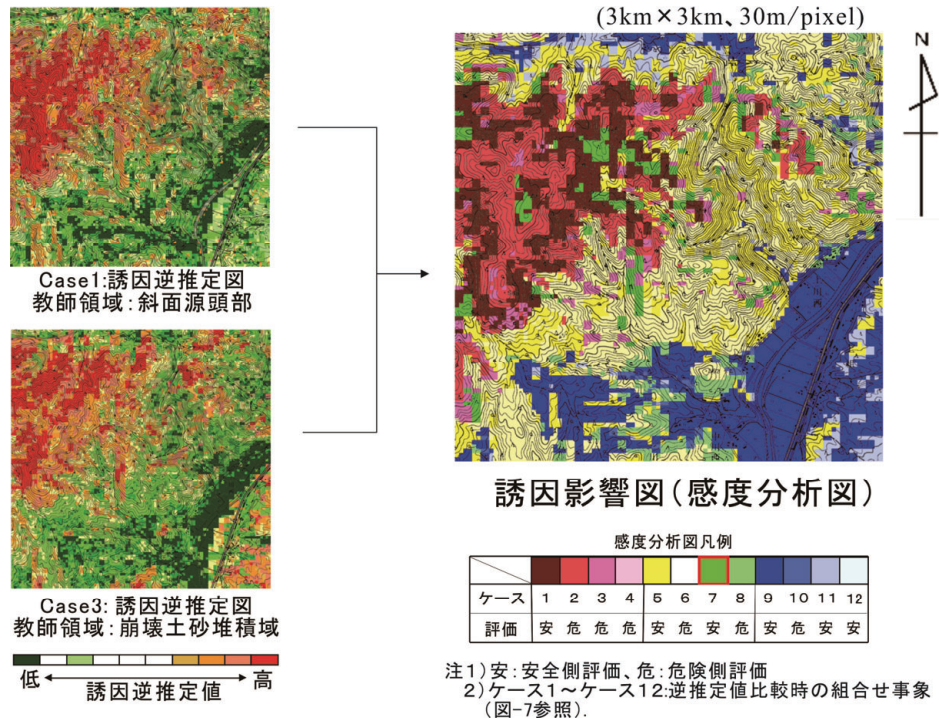 (3km×3km、30m/pixel)
N
Case1:誘因逆推定図
教師領域:斜面源頭部
Case3:誘因逆推定図
教師領域:崩壊土砂堆積域
低 高
誘因逆推定値
誘因影響図(感度分析図)
感度分析図凡例
ケース 1 2 3 4 5 6 7 8 9 10 11 12
評価 安 危 危 危 安 危 安 危 安 危 安 安
注1)安:安全側評価、危:危険側評価
2)ケース1~ケース12:逆推定値比較時の組合せ事象
(図-7参照).